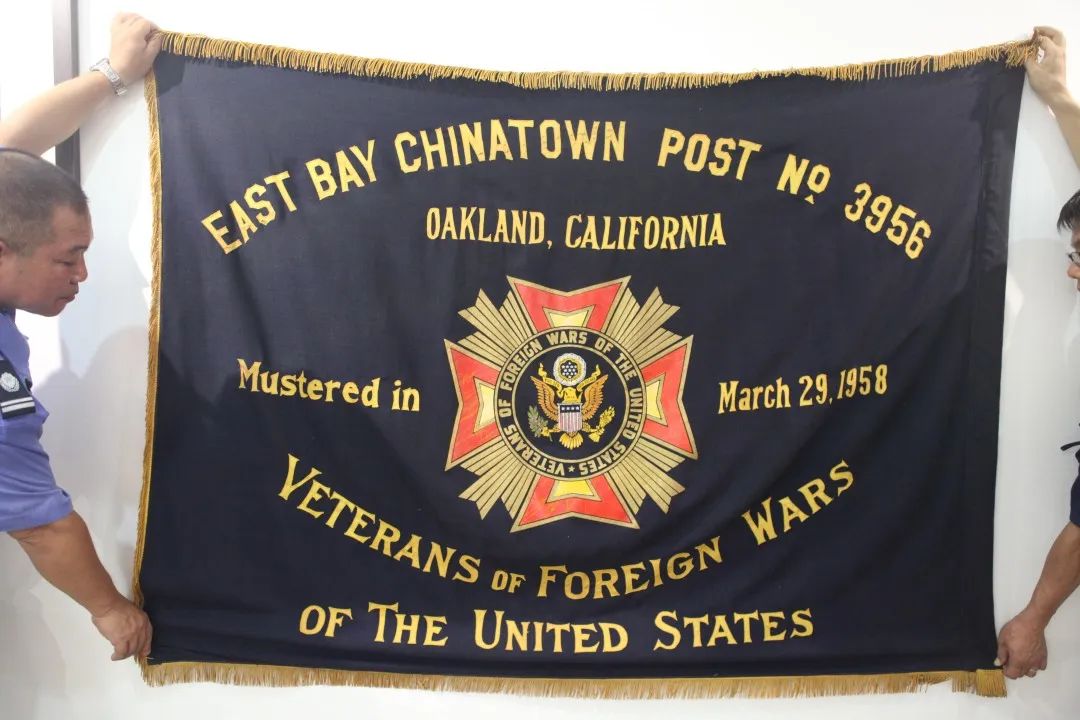 EAST BAY CHINATOWN POST Nº 3956
OAKLAND, CALIFORNIA
VETERANS OF FOREIGN WARS OF THE UNITED STATES ★
Mustered in March 29, 1958
VETERANS OF FOREIGN WARS
OF THE UNITED STATES